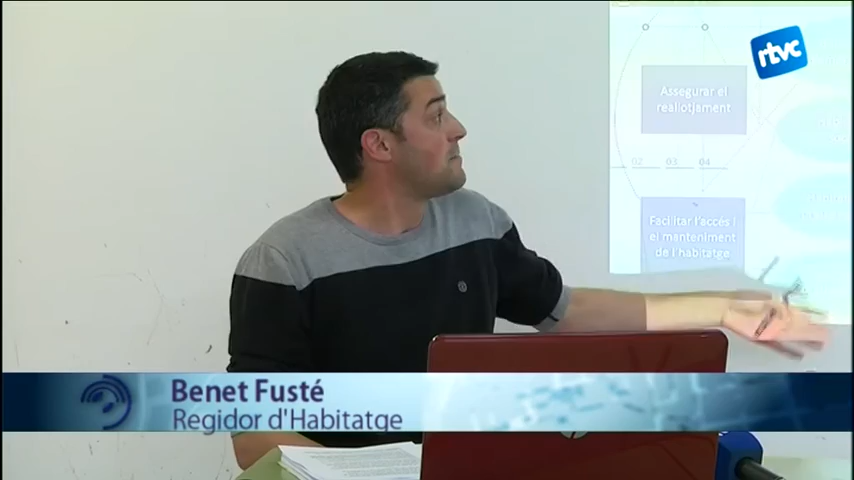 rtvc
Assegurar el
reallotjament
02 03 04
Facilitar l'accés i
el manteniment
de l'habitatge
Benet Fusté
Regidor d'Habitatge